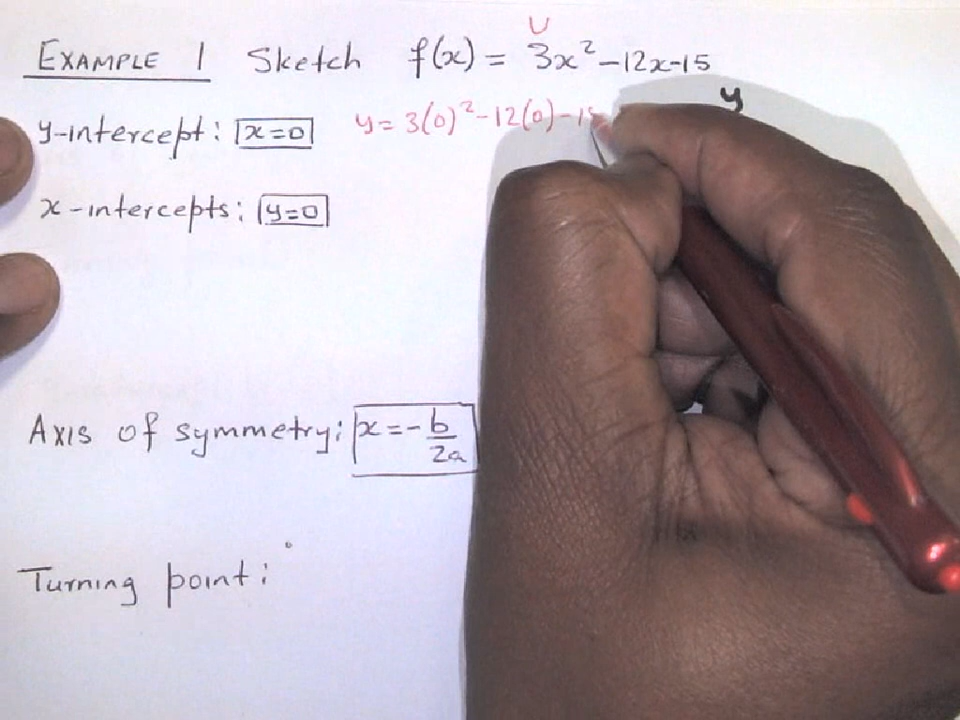 EXAMPLE 1 Sketch f(x) = 3x² -12x-15
y
y-intercept: x=0 y= 3(0)² -12(0) -15
x-intercepts: y=0
Axis of symmetry: x = -b/2a
Turning point: